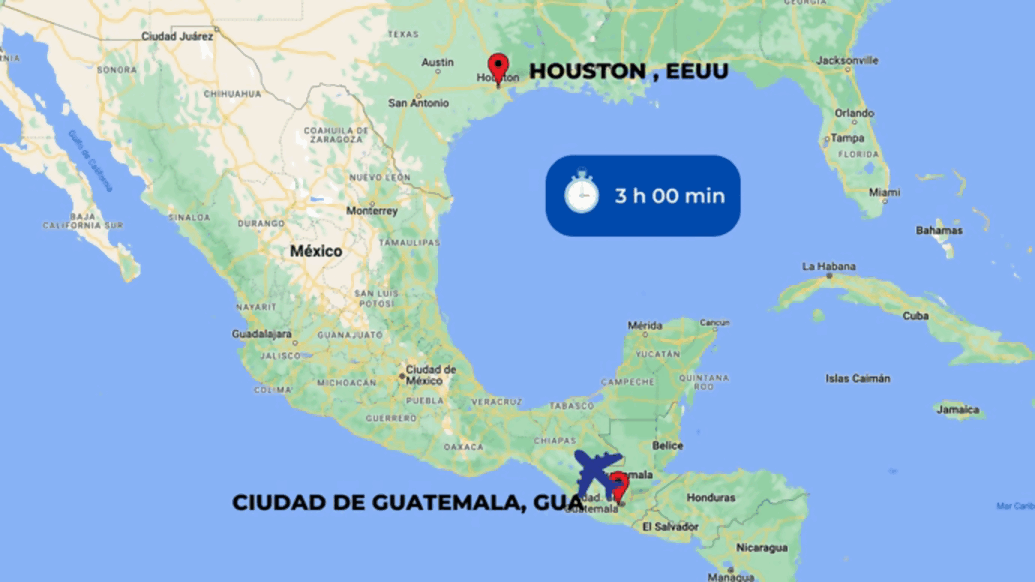 GEORGIA
Ciudad Juárez
TEXAS
SONORA
Austin
Jacksonville
Houston
HOUSTON , EEUU
CHIHUAHUA
San Antonio
Orlando
COAHUILA DE
ZARAGOZA
Tampa
FLORIDA
Golfo de California
NUEVO LEÓN
Miami
3 h 00 min
BAJA
CALIFORNIA SUR
SINALOA
DURANGO
Monterrey
Bahamas
México
TAMAULIPAS
La Habana
SAN LUIS
POTOSÍ
NAYARIT
Cuba
Mérida
Cancún
Guadalajara
GUANAJUATO
JALISCO
YUCATÁN
Ciudad de
México
MICHOACÁN
CAMPECHE
QUINTANA
ROO
Islas Caimán
COLIMA
PUEBLA
VERACRUZ
TABASCO
Jamaica
GUERRERO
OAXACA
CHIAPAS
Belice
CIUDAD DE GUATEMALA, GUA
Guatemala
Honduras
Mar Carib
El Salvador
Nicaragua
Managua